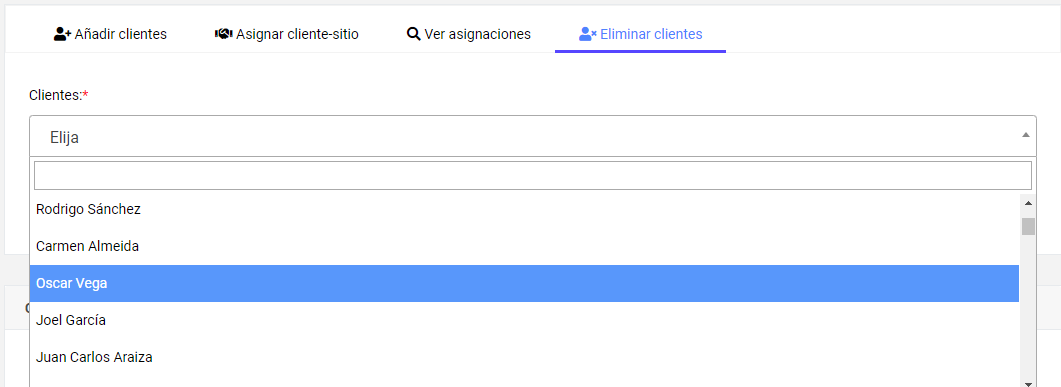 Añadir clientes Asignar cliente-sitio Ver asignaciones Eliminar clientes
Clientes:*
Elija
Rodrigo Sánchez
Carmen Almeida
Oscar Vega
Joel García
Juan Carlos Araiza